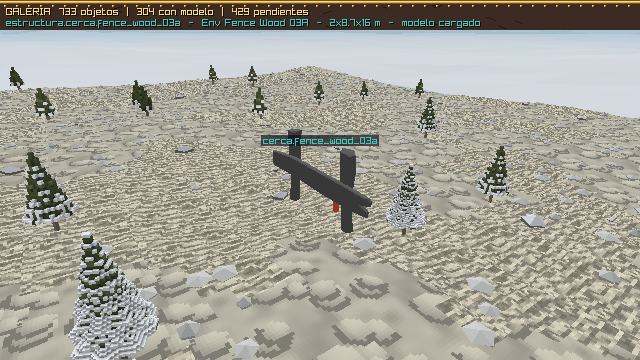 GALERIA 733 objetos | 304 con modelo | 429 pendientes
estructura.cerca.fence_wood_03a - Env Fence Wood 03A - 2x8.7x16 m - modelo cargado
cerca.fence_wood_03a